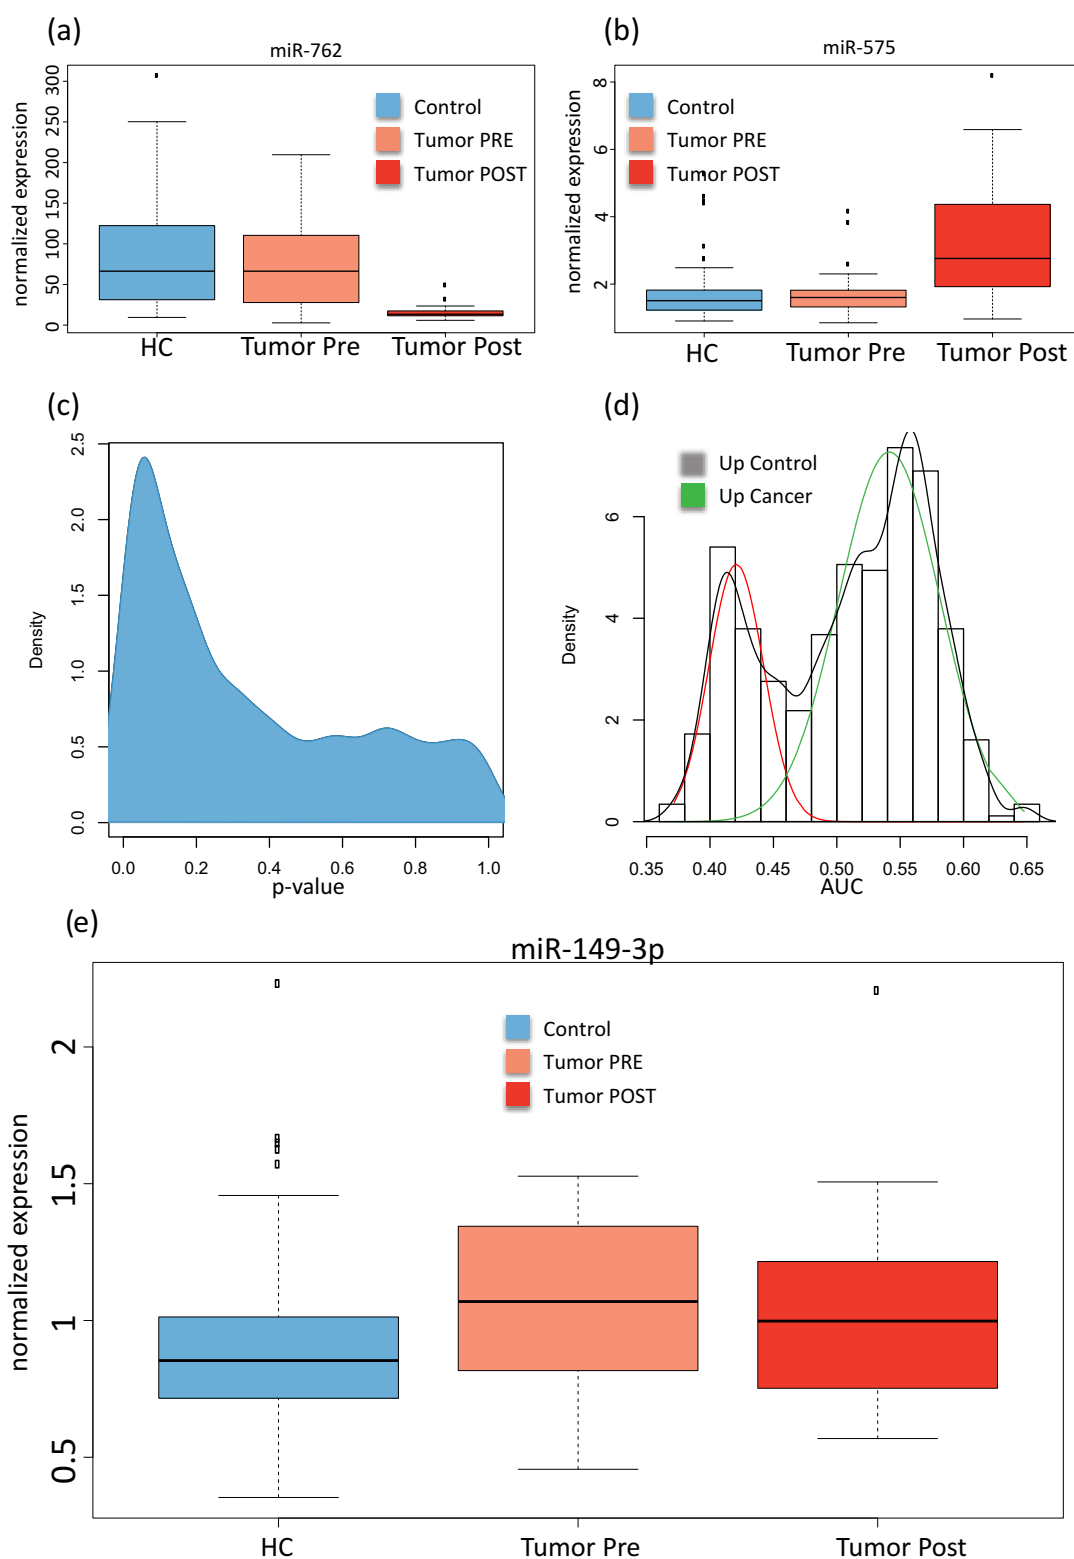 (a)
miR-762
normalized expression
300
250
200
150
100
50
0
Control
Tumor PRE
Tumor POST
HC
Tumor Pre
Tumor Post
(b)
miR-575
normalized expression
8
6
4
2
Control
Tumor PRE
Tumor POST
HC
Tumor Pre
Tumor Post
(c)
Density
2.5
2.0
1.5
1.0
0.5
0.0
0.0 0.2 0.4 0.6 0.8 1.0
p-value
(d)
Up Control
Up Cancer
Density
6
4
2
0
0.35 0.40 0.45 0.50 0.55 0.60 0.65
AUC
(e)
miR-149-3p
normalized expression
2
1.5
1
0.5
Control
Tumor PRE
Tumor POST
HC
Tumor Pre
Tumor Post